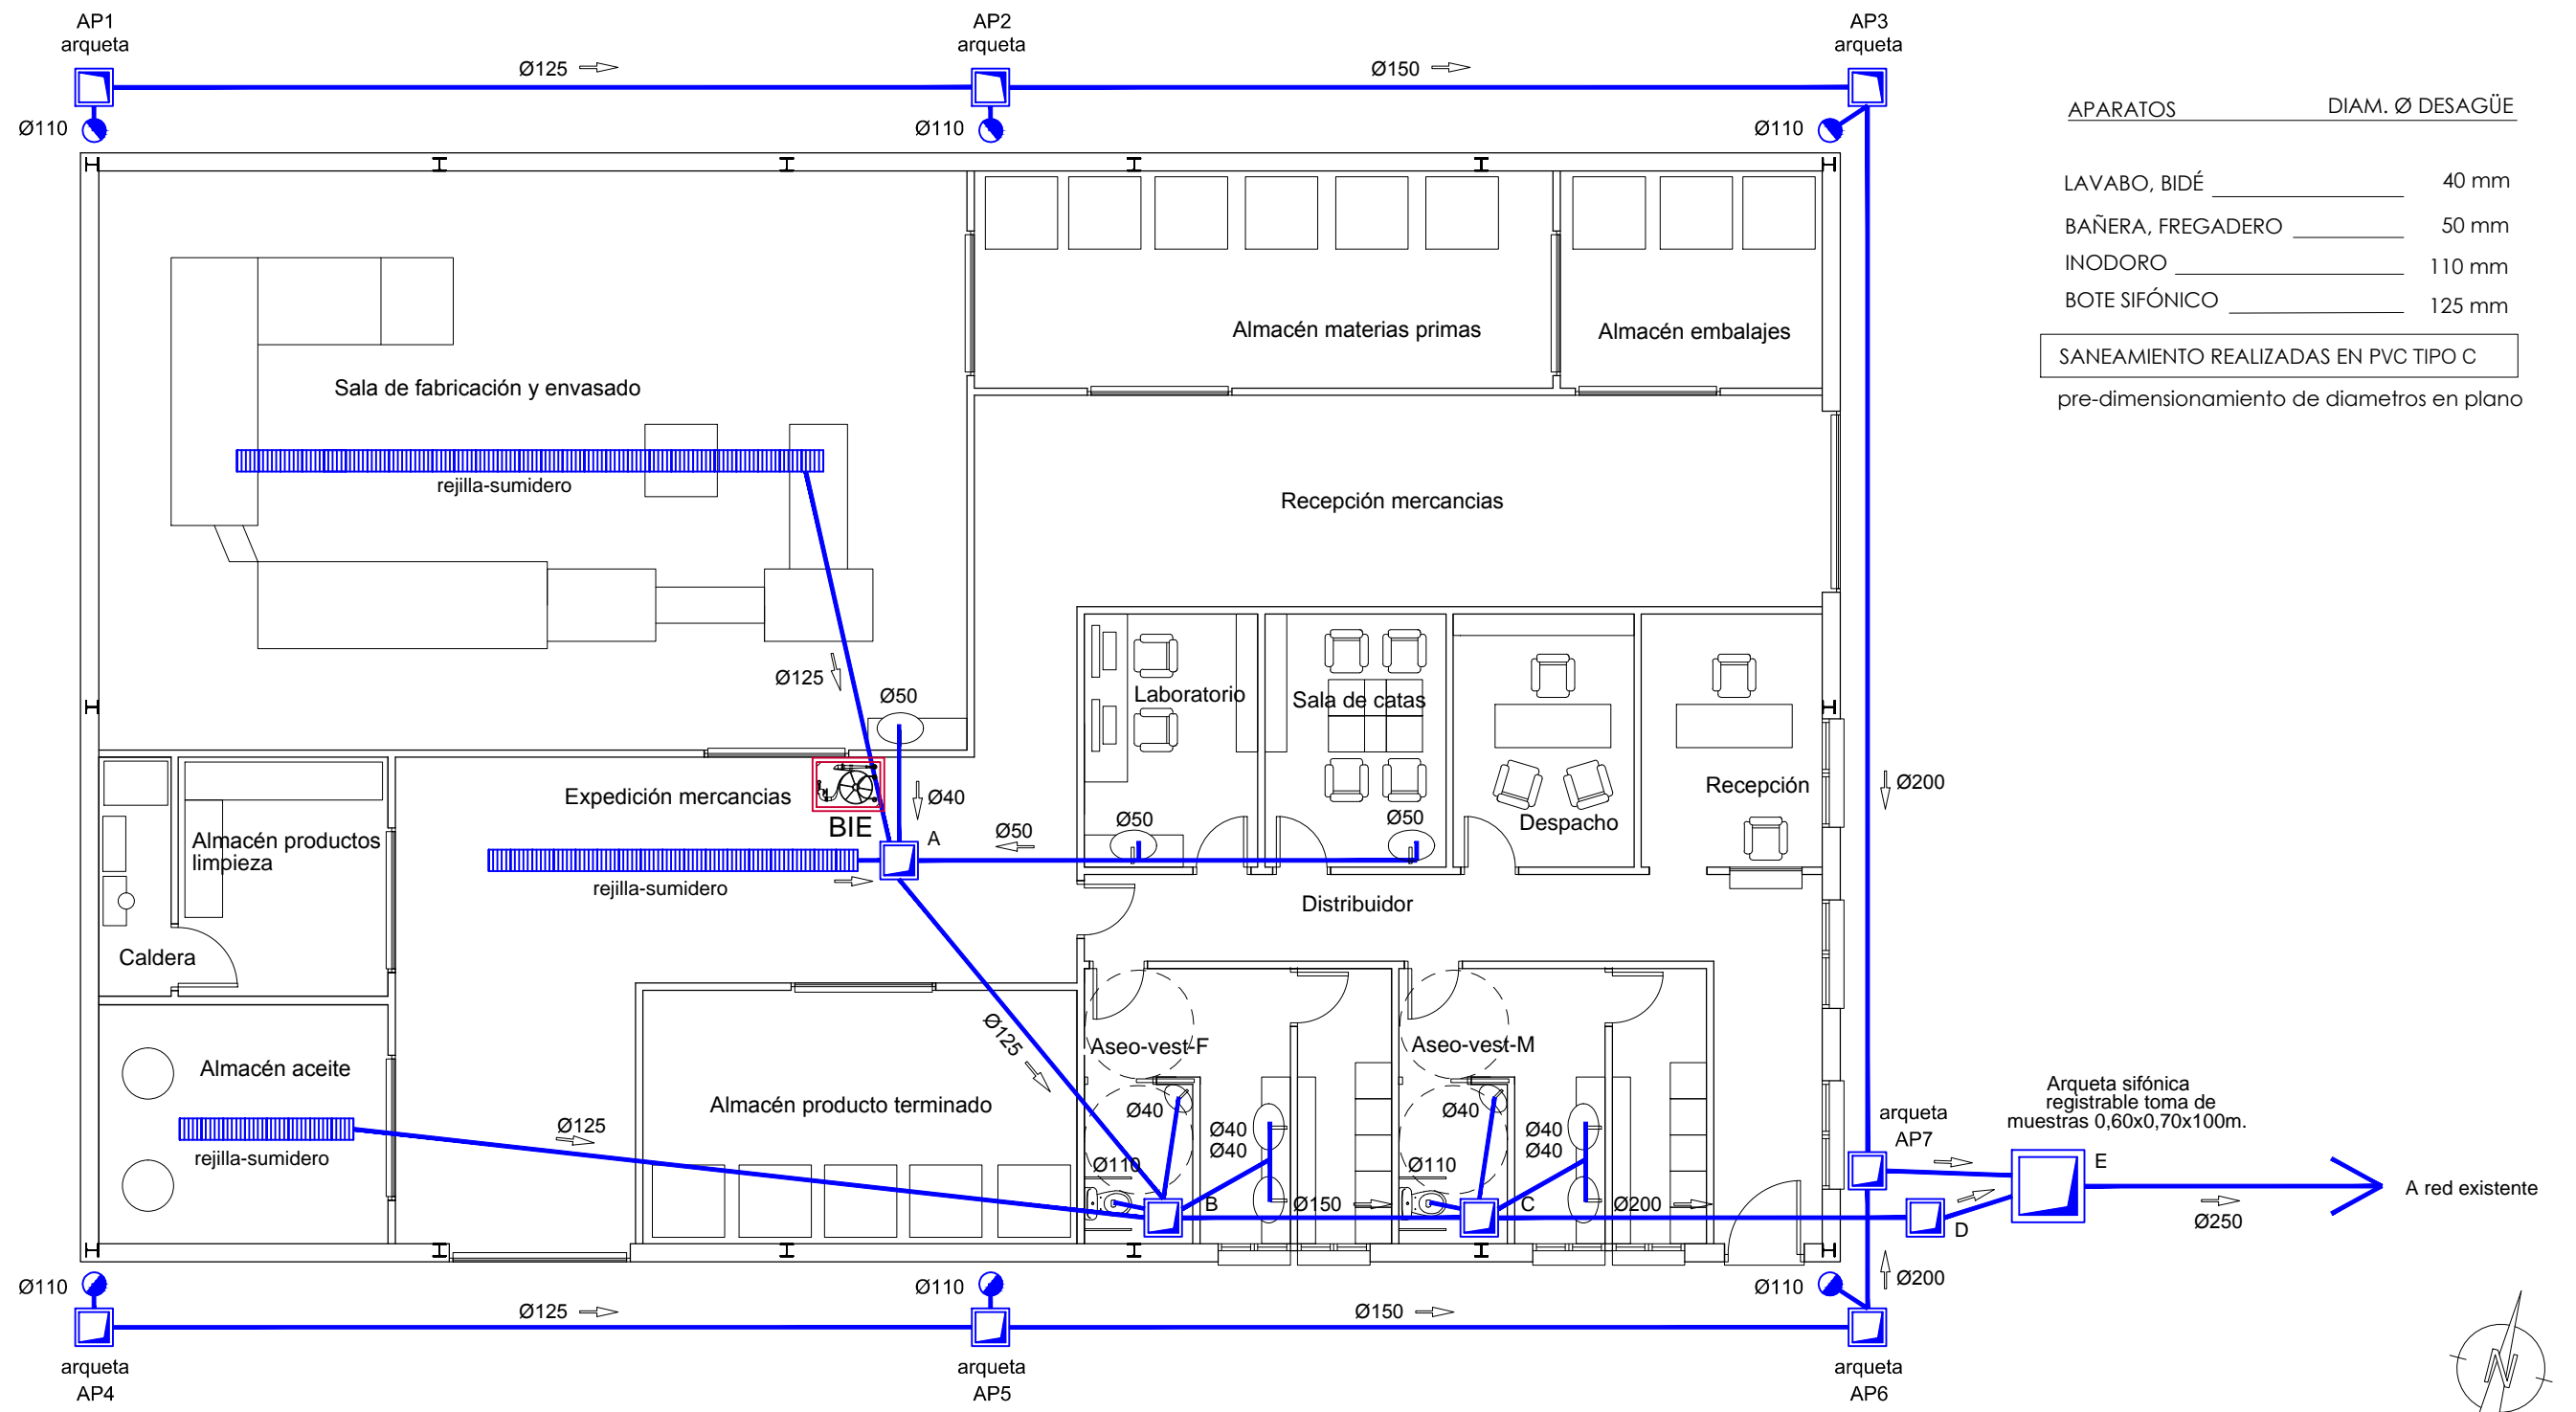 AP1
arqueta
AP2
arqueta
AP3
arqueta
Ø125
Ø150
Ø110
Ø110
Ø110
APARATOS DIAM. Ø DESAGÜE
LAVABO, BIDÉ 40 mm
BAÑERA, FREGADERO 50 mm
INODORO 110 mm
BOTE SIFÓNICO 125 mm
SANEAMIENTO REALIZADAS EN PVC TIPO C
pre-dimensionamiento de diametros en plano
Almacén materias primas
Almacén embalajes
Sala de fabricación y envasado
rejilla-sumidero
Recepción mercancias
Ø125
Ø50
Laboratorio
Sala de catas
Despacho
Recepción
Ø200
Expedición mercancias
BIE
Ø40
A
Ø50
Ø50
Ø50
Almacén productos
limpieza
rejilla-sumidero
Distribuidor
Caldera
Ø125
Aseo-vest-F
Aseo-vest-M
Almacén aceite
rejilla-sumidero
Ø125
Almacén producto terminado
Ø40
Ø40
Ø40
Ø110
B
Ø150
Ø40
Ø40
Ø40
Ø110
C
Ø200
arqueta
AP7
Arqueta sifónica
registrable toma de
muestras 0,60x0,70x100m.
E
D
A red existente
Ø250
Ø200
Ø110
Ø110
Ø110
Ø125
Ø150
arqueta
AP4
arqueta
AP5
arqueta
AP6
N